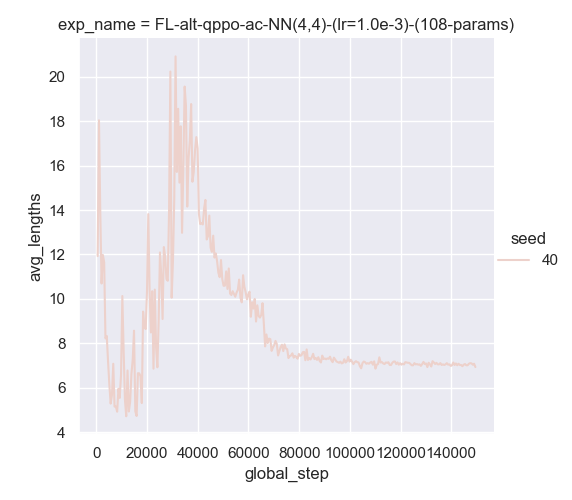 exp_name = FL-alt-qppo-ac-NN(4,4)-(lr=1.0e-3)-(108-params)
20
18
16
14
12
10
8
6
4
avg_lengths
seed
40
0 20000 40000 60000 80000 100000 120000 140000
global_step